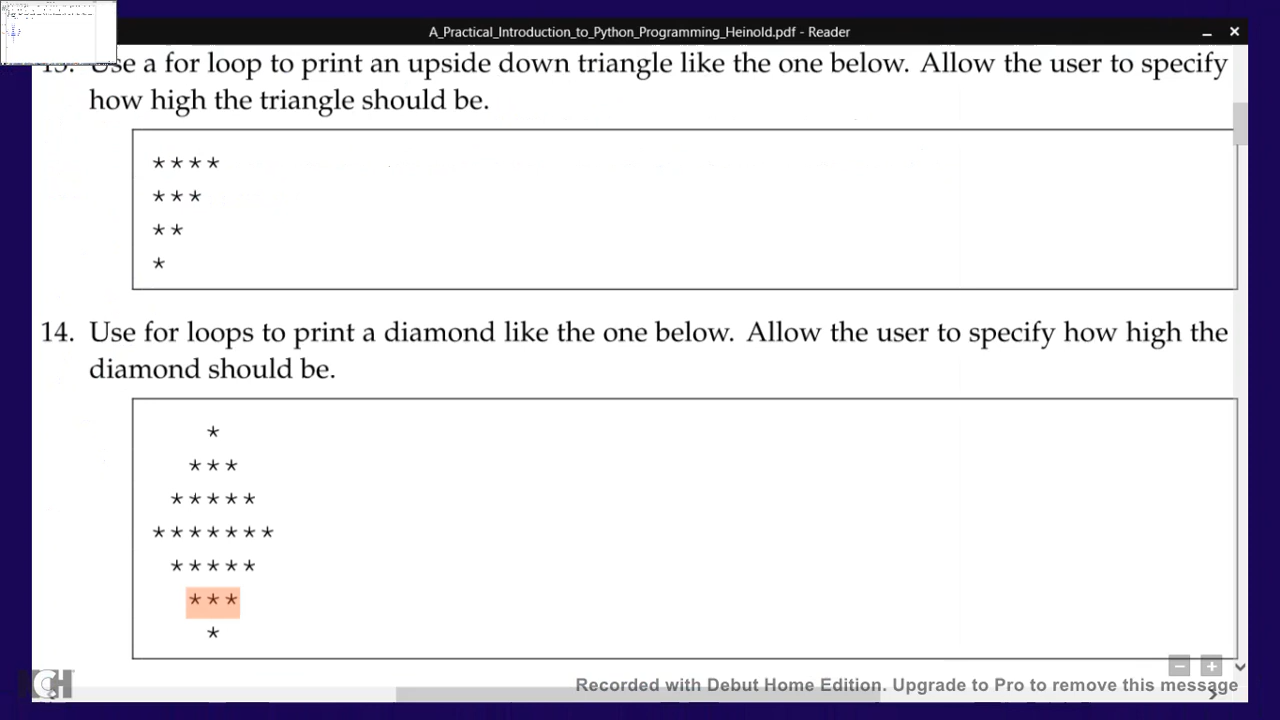 A_Practical_Introduction_to_Python_Programming_Heinold.pdf - Reader
13. Use a for loop to print an upside down triangle like the one below. Allow the user to specify
how high the triangle should be.
****
***
**
*
14. Use for loops to print a diamond like the one below. Allow the user to specify how high the
diamond should be.
*
***
*****
*******
*****
***
*
Recorded with Debut Home Edition. Upgrade to Pro to remove this message